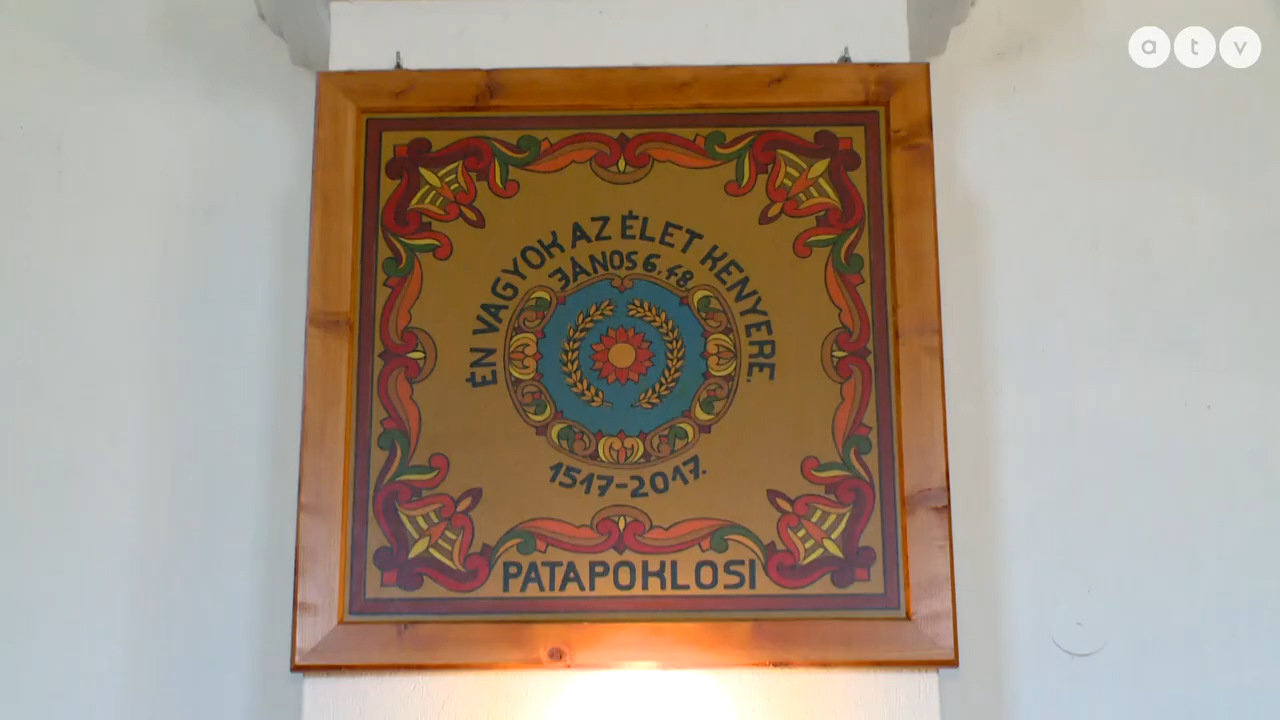 atv
ÉN VAGYOK AZ ÉLET KENYERE.
JÁNOS 6.48
1517-2017.
PATAPOKLOSI